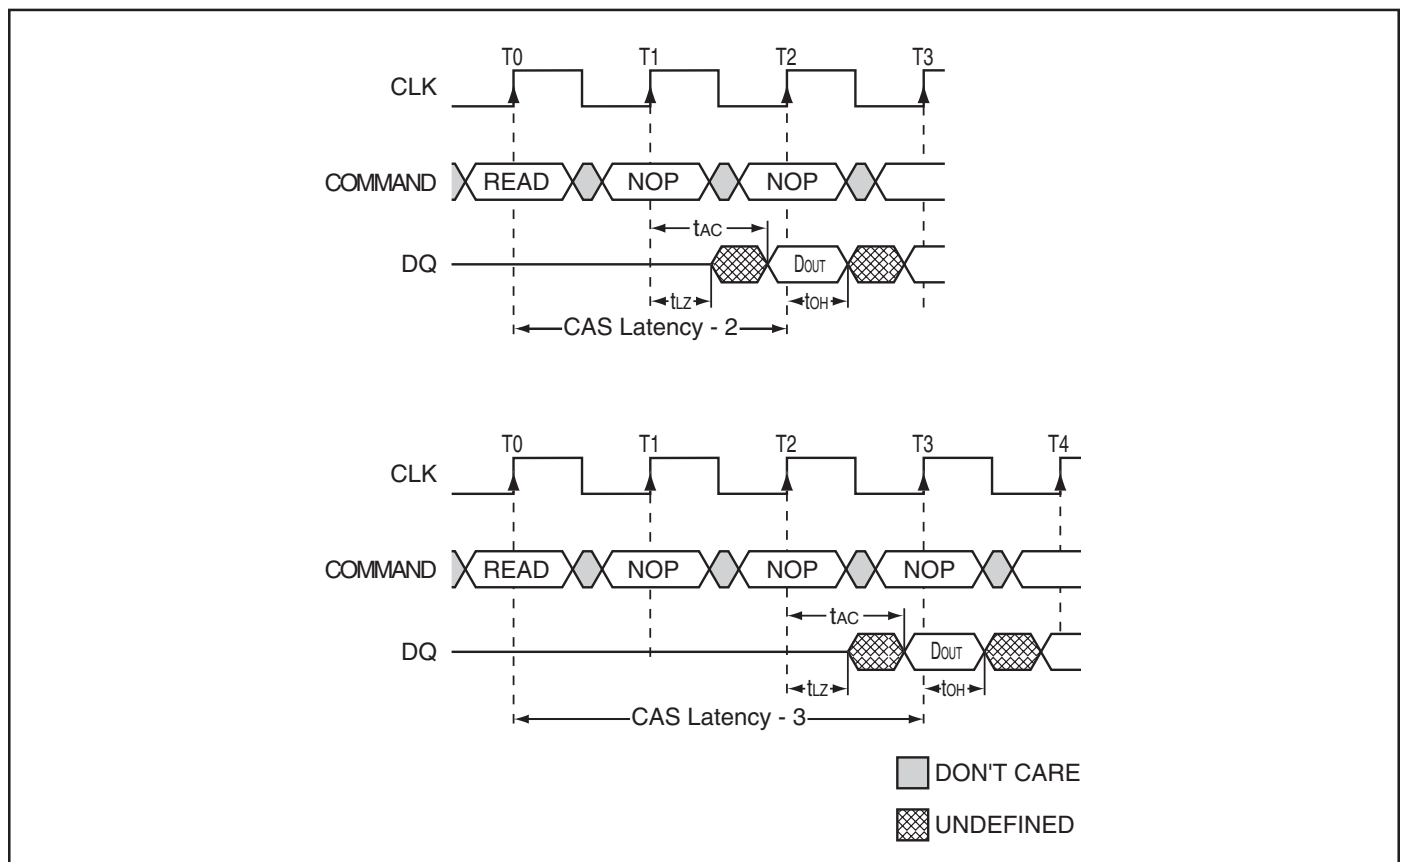 T0 T1 T2 T3
CLK
COMMAND READ NOP NOP
tAC
DQ DOUT
tLZ tOH
CAS Latency - 2
T0 T1 T2 T3 T4
CLK
COMMAND READ NOP NOP NOP
tAC
DQ DOUT
tLZ tOH
CAS Latency - 3
DON'T CARE
UNDEFINED